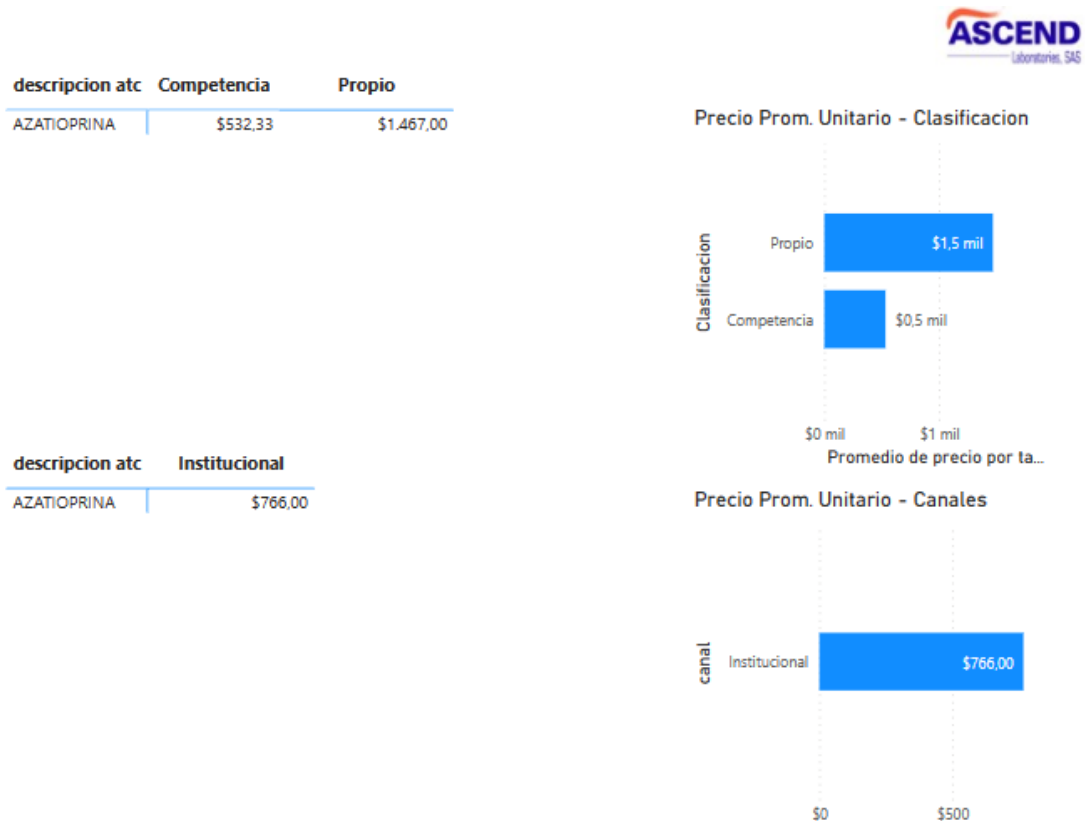 ASCEND
Laboratories, SAS
descripcion atc Competencia Propio
AZATIOPRINA $532,33 $1.467,00
Precio Prom. Unitario - Clasificacion
Clasificacion
Propio $1,5 mil
Competencia $0,5 mil
$0 mil $1 mil
Promedio de precio por ta...
descripcion atc Institucional
AZATIOPRINA $766,00
Precio Prom. Unitario - Canales
canal
Institucional $766,00
$0 $500